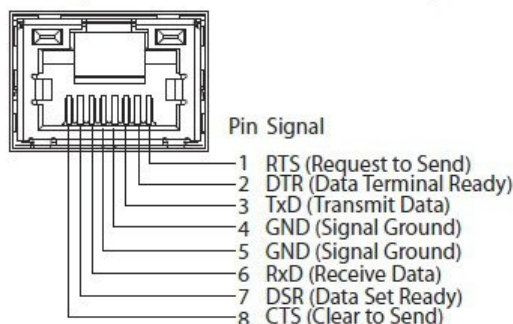 Pin Signal
1 RTS (Request to Send)
2 DTR (Data Terminal Ready)
3 TxD (Transmit Data)
4 GND (Signal Ground)
5 GND (Signal Ground)
6 RxD (Receive Data)
7 DSR (Data Set Ready)
8 CTS (Clear to Send)